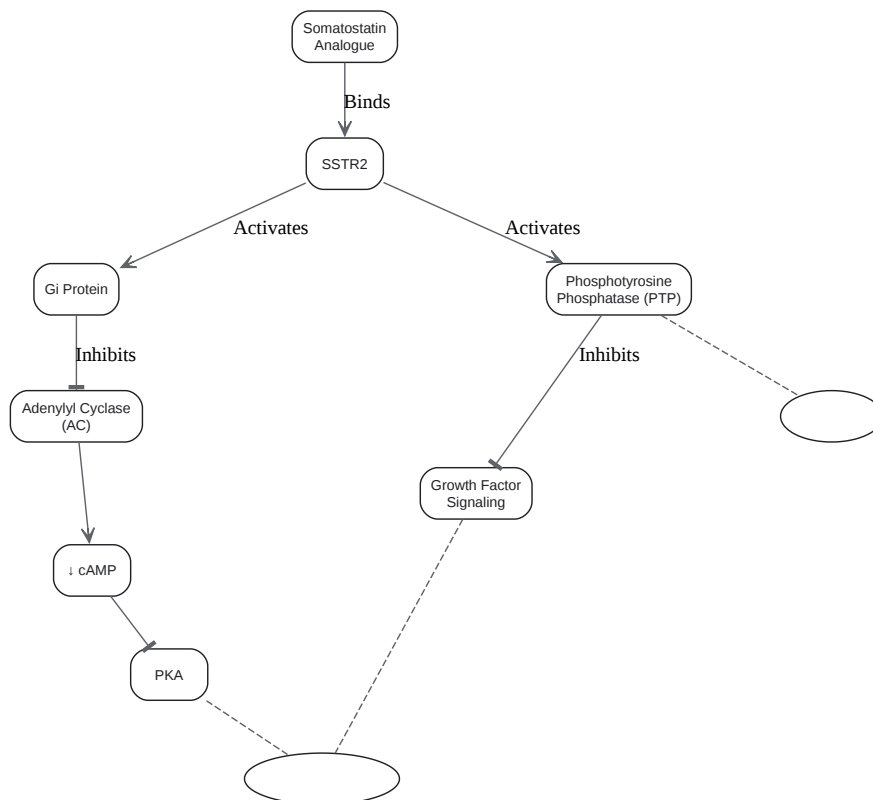 Somatostatin
Analogue
Binds
SSTR2
Activates
Activates
Gi Protein
Phosphotyrosine
Phosphatase (PTP)
Inhibits
Inhibits
Adenylyl Cyclase
(AC)
Growth Factor
Signaling
↓ cAMP
PKA